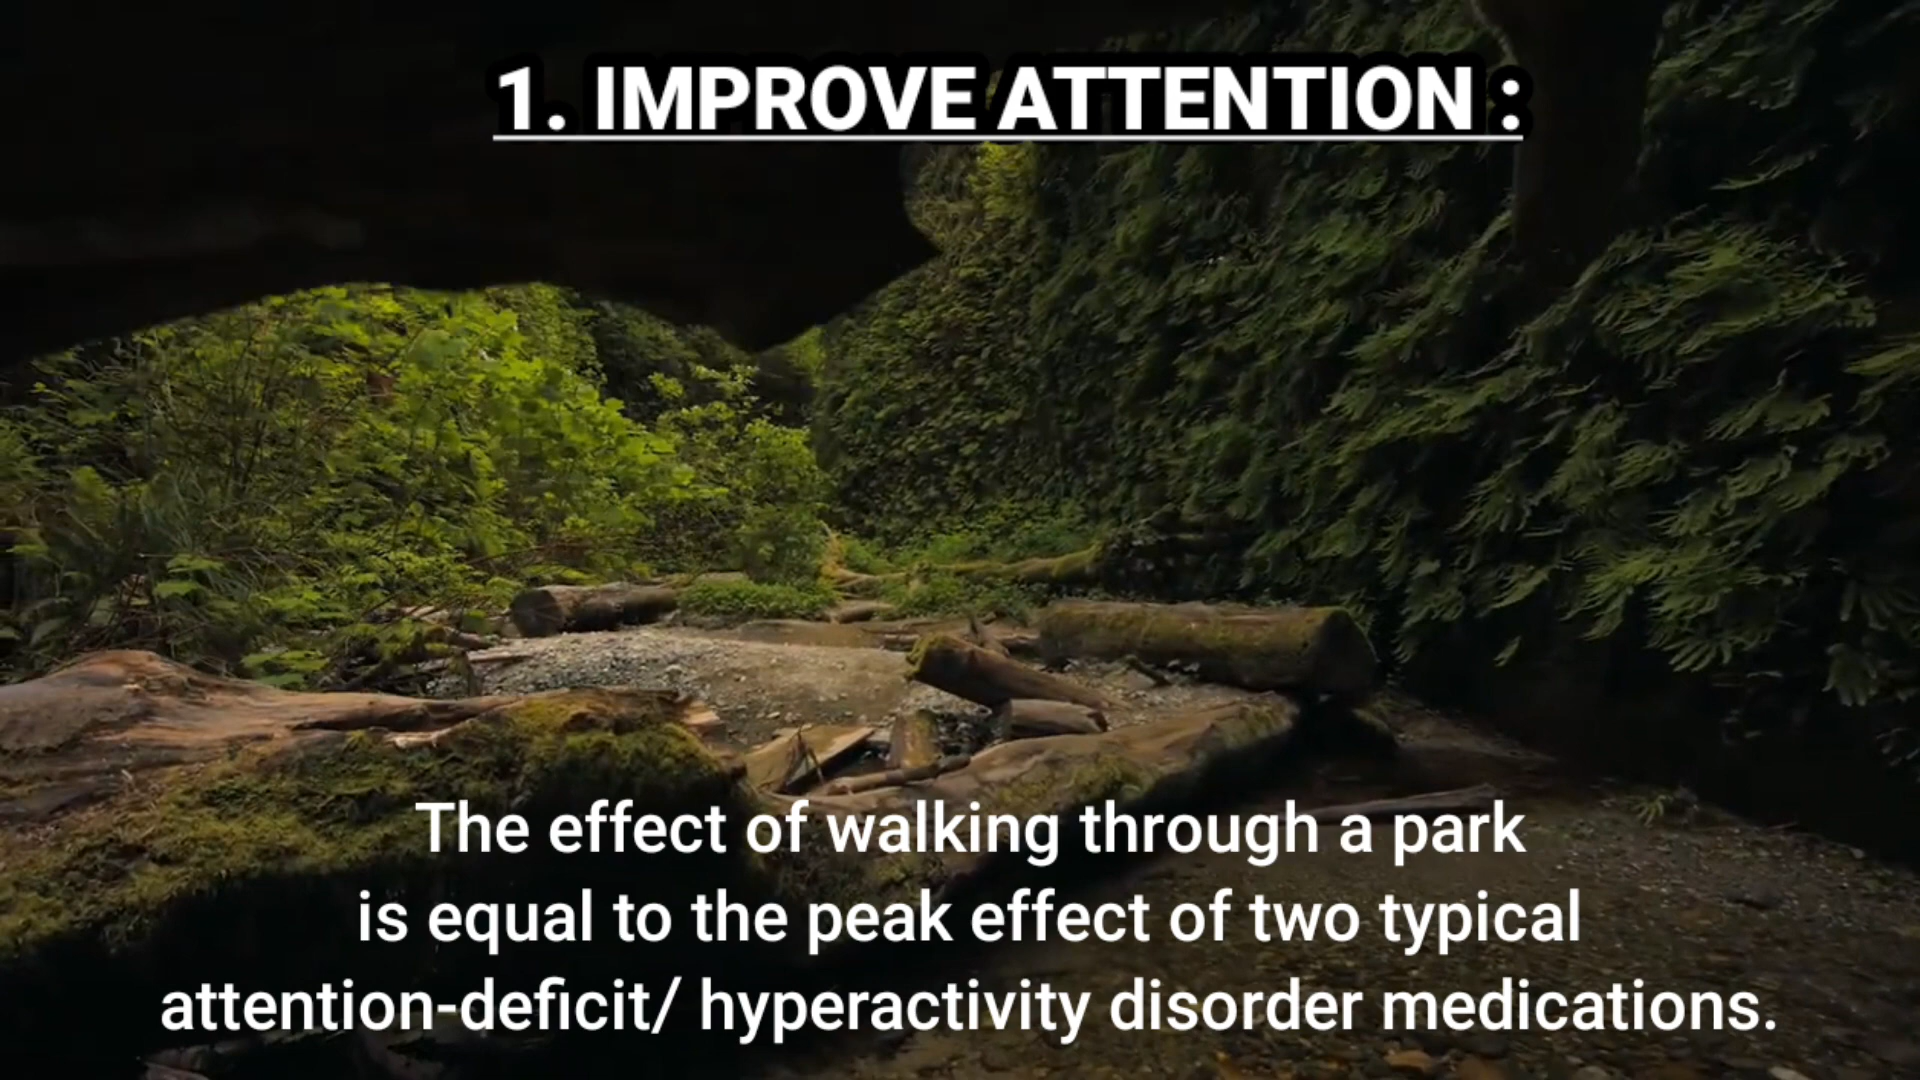 1. IMPROVE ATTENTION :
The effect of walking through a park
is equal to the peak effect of two typical
attention-deficit/ hyperactivity disorder medications.